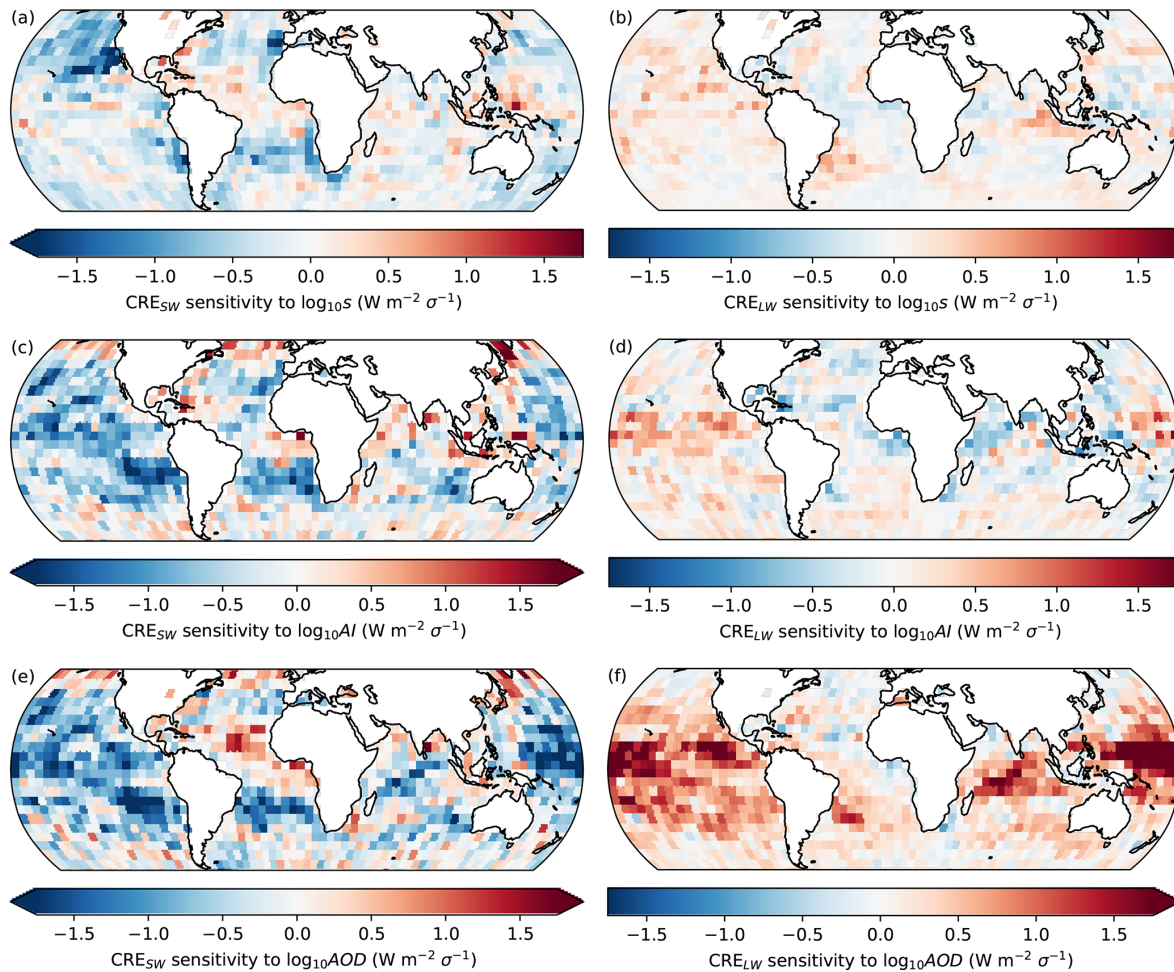 (a)
(b)
−1.5 −1.0 −0.5 0.0 0.5 1.0 1.5
CRE_SW sensitivity to log₁₀s (W m⁻² σ⁻¹)
−1.5 −1.0 −0.5 0.0 0.5 1.0 1.5
CRE_LW sensitivity to log₁₀s (W m⁻² σ⁻¹)
(c)
(d)
−1.5 −1.0 −0.5 0.0 0.5 1.0 1.5
CRE_SW sensitivity to log₁₀AI (W m⁻² σ⁻¹)
−1.5 −1.0 −0.5 0.0 0.5 1.0 1.5
CRE_LW sensitivity to log₁₀AI (W m⁻² σ⁻¹)
(e)
(f)
−1.5 −1.0 −0.5 0.0 0.5 1.0 1.5
CRE_SW sensitivity to log₁₀AOD (W m⁻² σ⁻¹)
−1.5 −1.0 −0.5 0.0 0.5 1.0 1.5
CRE_LW sensitivity to log₁₀AOD (W m⁻² σ⁻¹)